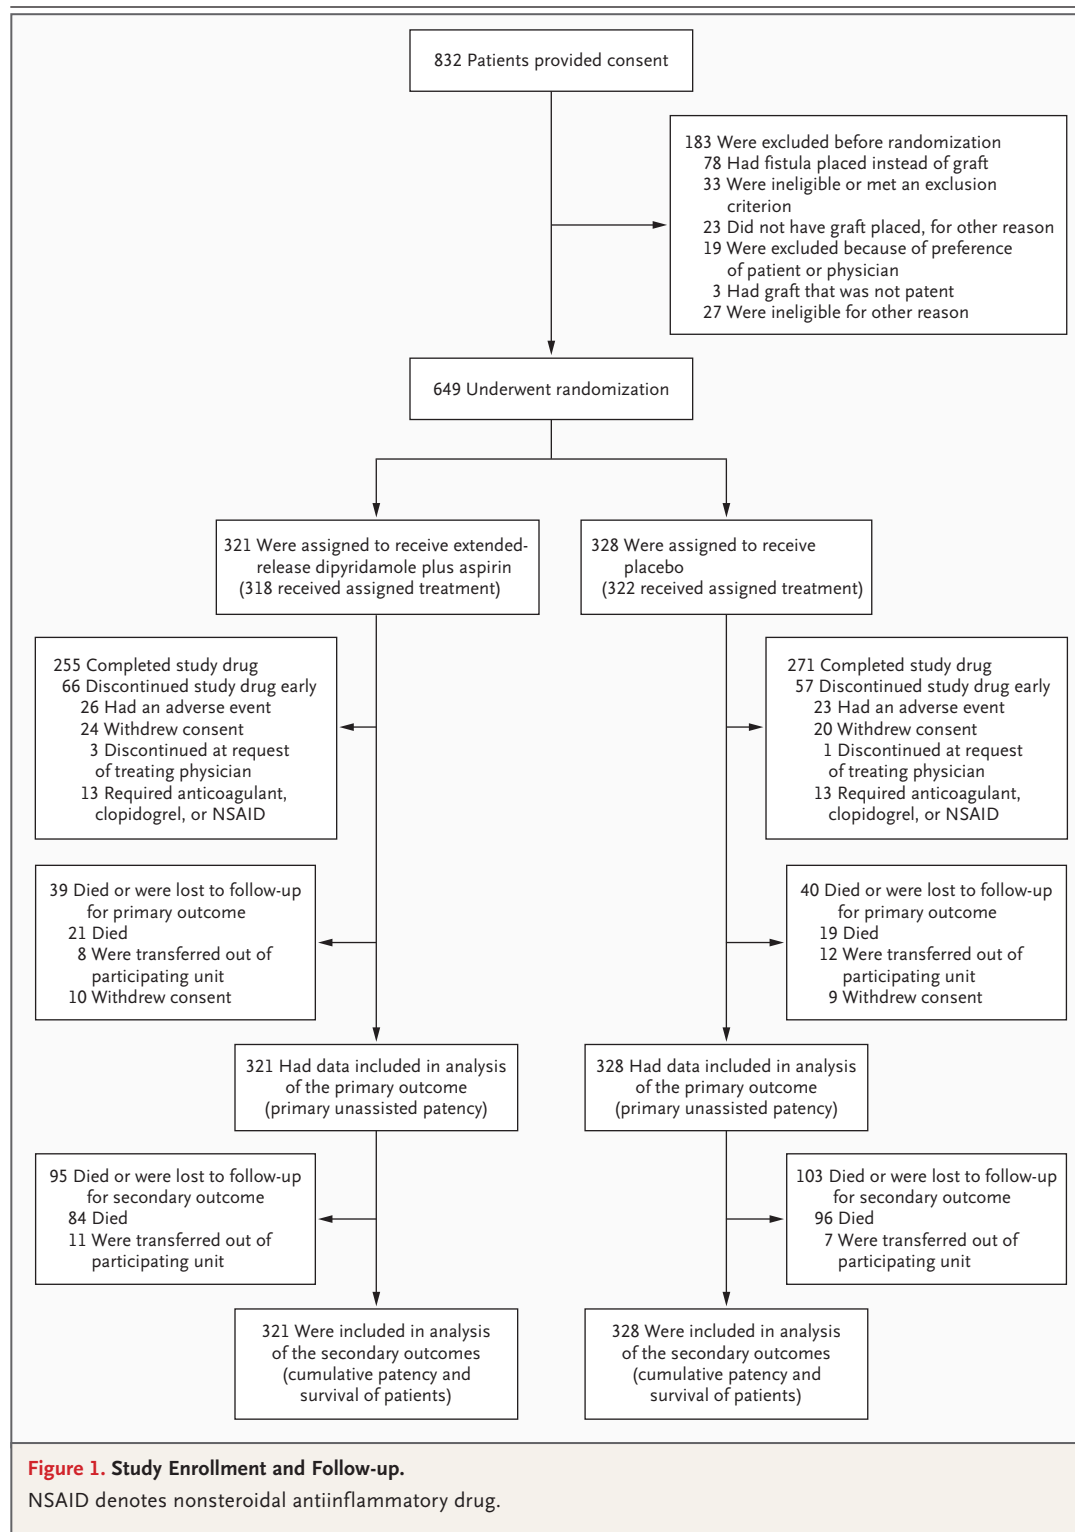 832 Patients provided consent
183 Were excluded before randomization
78 Had fistula placed instead of graft
33 Were ineligible or met an exclusion
criterion
23 Did not have graft placed, for other reason
19 Were excluded because of preference
of patient or physician
3 Had graft that was not patent
27 Were ineligible for other reason
649 Underwent randomization
321 Were assigned to receive extended-
release dipyridamole plus aspirin
(318 received assigned treatment)
328 Were assigned to receive
placebo
(322 received assigned treatment)
255 Completed study drug
66 Discontinued study drug early
26 Had an adverse event
24 Withdrew consent
3 Discontinued at request
of treating physician
13 Required anticoagulant,
clopidogrel, or NSAID
271 Completed study drug
57 Discontinued study drug early
23 Had an adverse event
20 Withdrew consent
1 Discontinued at request
of treating physician
13 Required anticoagulant,
clopidogrel, or NSAID
39 Died or were lost to follow-up
for primary outcome
21 Died
8 Were transferred out of
participating unit
10 Withdrew consent
40 Died or were lost to follow-up
for primary outcome
19 Died
12 Were transferred out of
participating unit
9 Withdrew consent
321 Had data included in analysis
of the primary outcome
(primary unassisted patency)
328 Had data included in analysis
of the primary outcome
(primary unassisted patency)
95 Died or were lost to follow-up
for secondary outcome
84 Died
11 Were transferred out of
participating unit
103 Died or were lost to follow-up
for secondary outcome
96 Died
7 Were transferred out of
participating unit
321 Were included in analysis
of the secondary outcomes
(cumulative patency and
survival of patients)
328 Were included in analysis
of the secondary outcomes
(cumulative patency and
survival of patients)
Figure 1. Study Enrollment and Follow-up.
NSAID denotes nonsteroidal antiinflammatory drug.